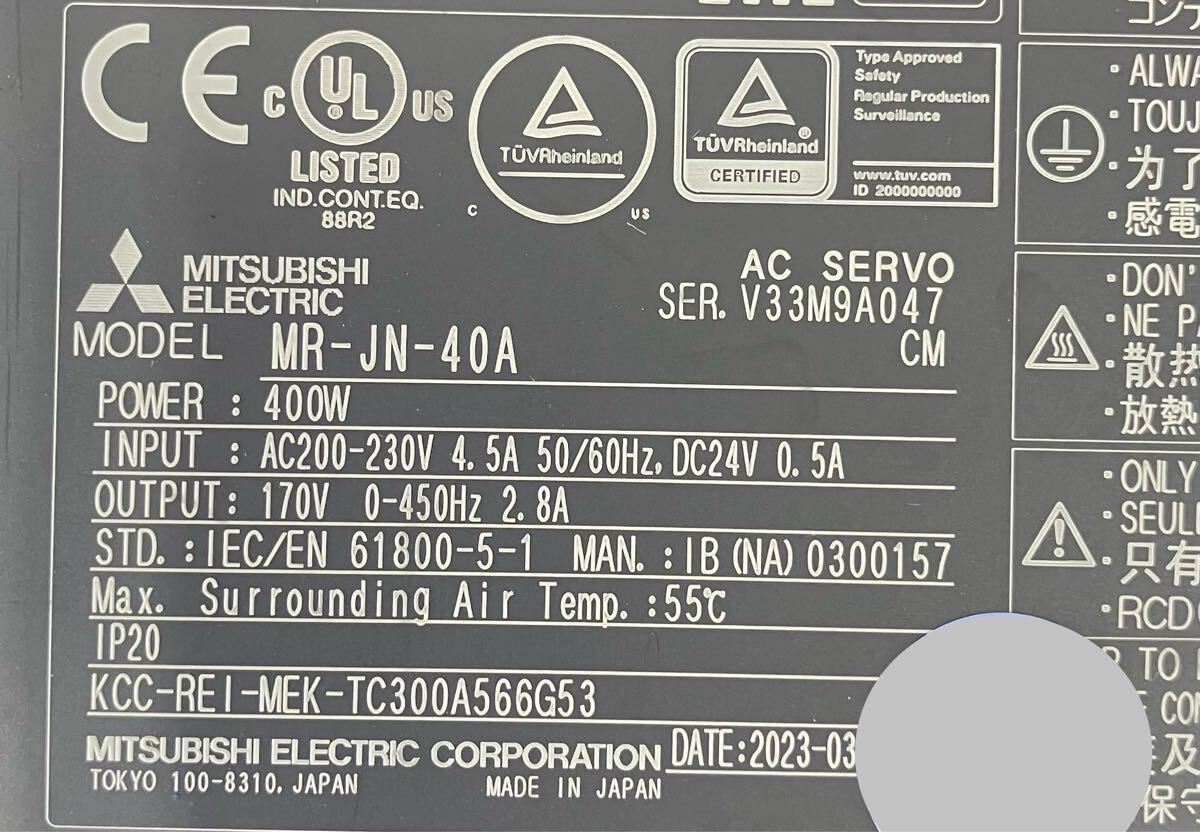 CE
C UL US
LISTED
IND.CONT.EQ.
88R2
TÜVRheinland
C US
TÜVRheinland®
CERTIFIED
Type Approved
Safety
Regular Production
Surveillance
www.tuv.com
ID 2000000000
MITSUBISHI
ELECTRIC
AC SERVO
SER. V33M9A047
MODEL MR-JN-40A
CM
POWER : 400W
INPUT : AC200-230V 4.5A 50/60Hz, DC24V 0.5A
OUTPUT: 170V 0-450Hz 2.8A
STD. : IEC/EN 61800-5-1 MAN. : IB (NA) 0300157
Max. Surrounding Air Temp. : 55℃
IP20
KCC-REI-MEK-TC300A566G53
MITSUBISHI ELECTRIC CORPORATION DATE:2023-03
TOKYO 100-8310, JAPAN MADE IN JAPAN
・ALWA
・TOUJ
・为了
・感電
・DON'
・NE PA
・散热
・放熱
・ONLY
・SEUL
・只有
・RCD
TO
保守